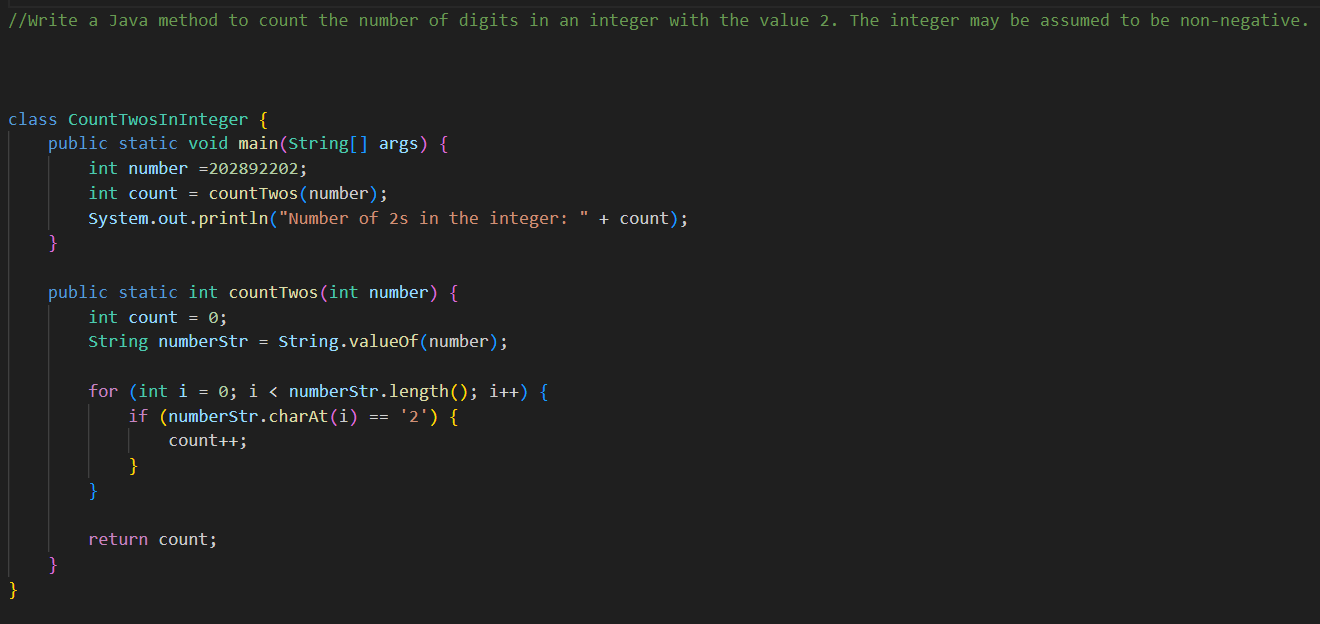 //Write a Java method to count the number of digits in an integer with the value 2. The integer may be assumed to be non-negative.
class CountTwosInInteger {
    public static void main(String[] args) {
        int number =202892202;
        int count = countTwos(number);
        System.out.println("Number of 2s in the integer: " + count);
    }
    public static int countTwos(int number) {
        int count = 0;
        String numberStr = String.valueOf(number);
        for (int i = 0; i < numberStr.length(); i++) {
            if (numberStr.charAt(i) == '2') {
                count++;
            }
        }
        return count;
    }
}